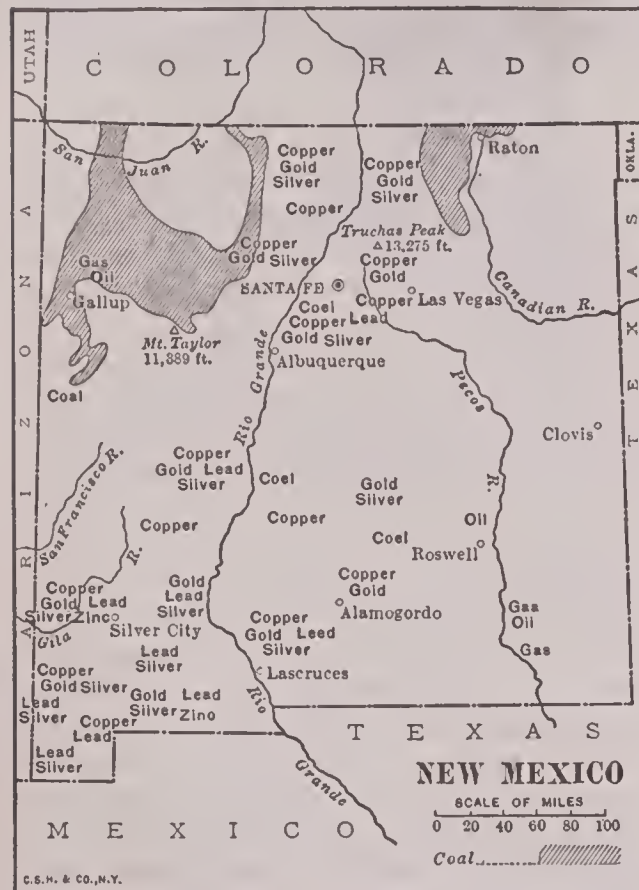 UTAH
COLORADO
OKLA.
TEXAS
ARIZONA
San Juan R.
Copper
Gold
Silver
Copper
Copper
Gold
Silver
Raton
Truchas Peak
13,275 ft.
Copper
Gold Silver
Copper
Gold
Gas
Oil
Gallup
SANTA FE
Copper
Lead
Las Vegas
Canadian R.
Coel
Copper
Gold Silver
Mt. Taylor
11,389 ft.
Albuquerque
Rio Grande
Pecos R.
Coal
Clovis
San Francisco R.
Copper
Gold Lead
Silver
Coel
Gold
Silver
Copper
Copper
Oil
Coel
Roswell
Copper
Gold Lead
Silver Zinc
Gila R.
Silver City
Gold
Lead
Silver
Copper
Gold
Alamogordo
Copper
Gold Leed
Silver
Gaa
Oil
Gas
Lead
Silver
Lascruces
Copper
Gold Silver
Lead
Silver
Gold Lead
Silver Zino
Copper
Lead
Lead
Silver
Rio Grande
TEXAS
MEXICO
NEW MEXICO
SCALE OF MILES
0 20 40 60 80 100
Coal
C.S.H. & CO., N.Y.